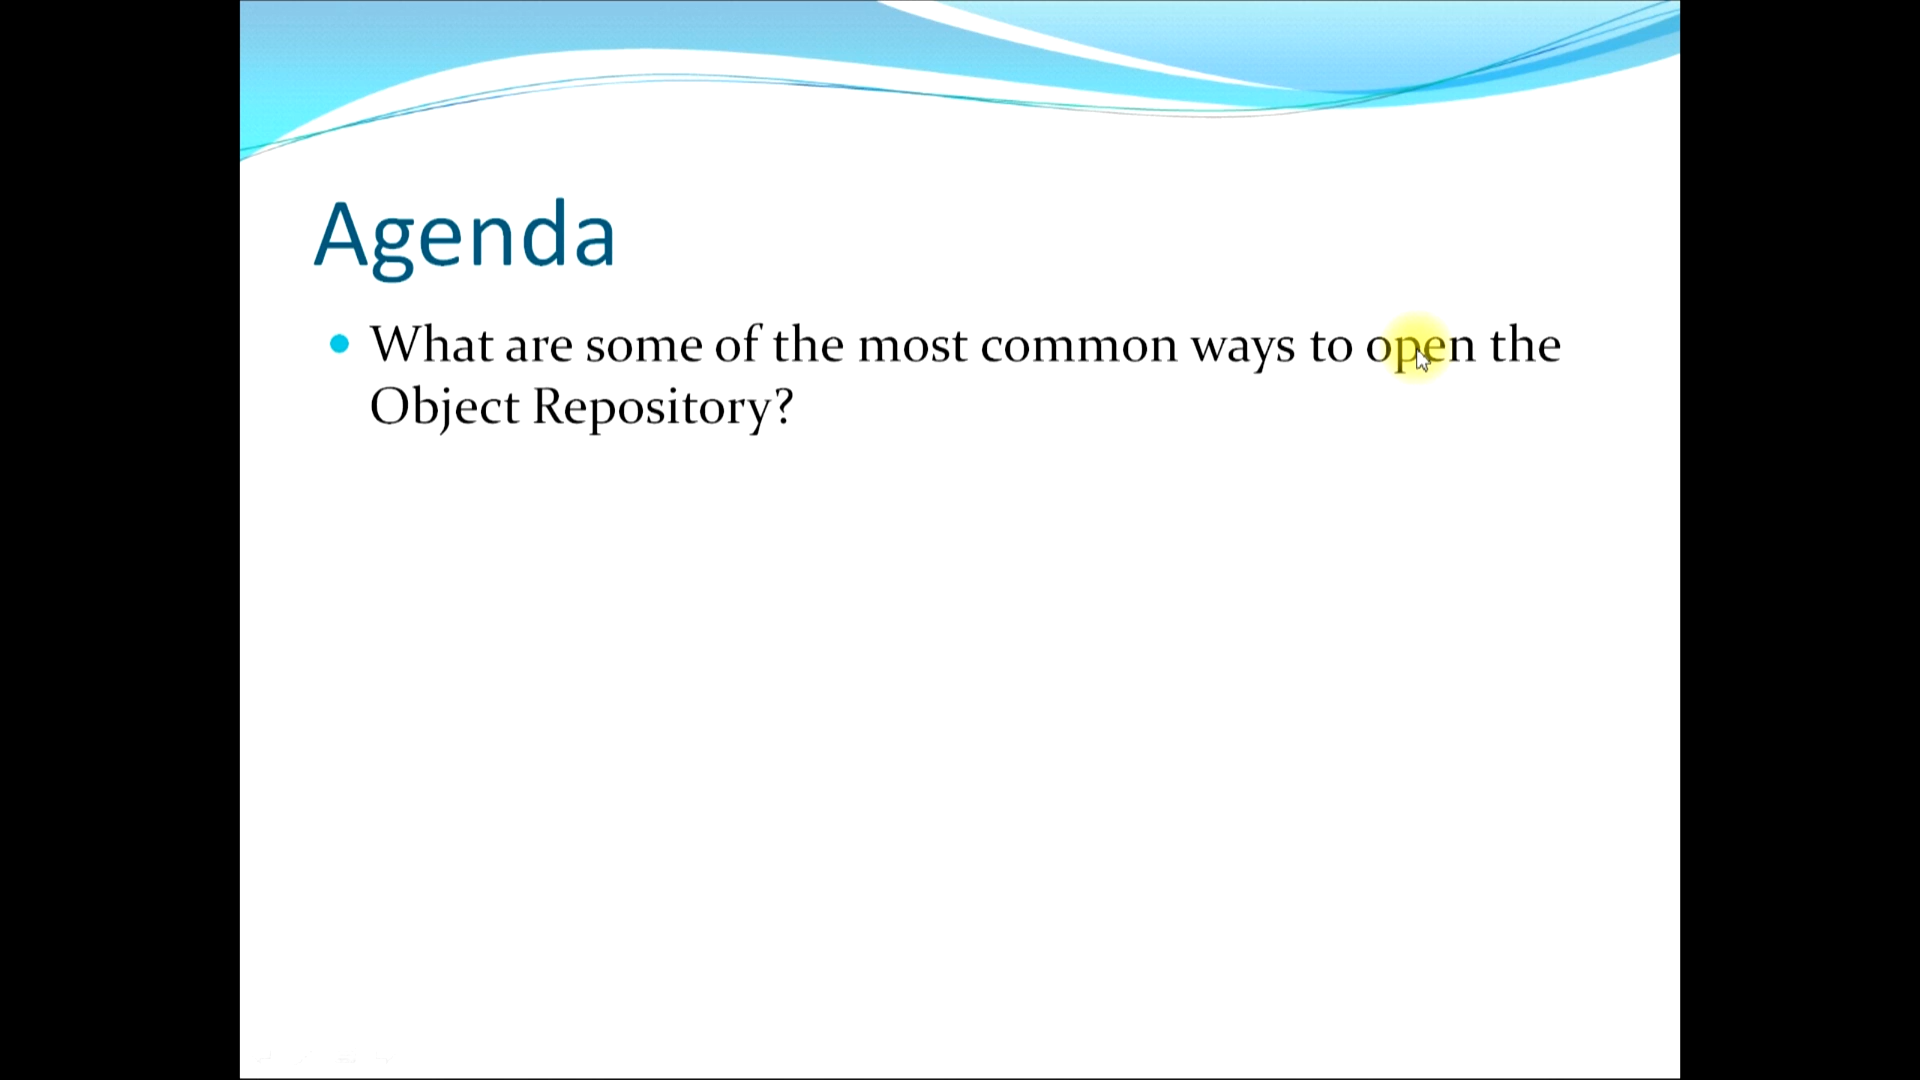 Agenda
What are some of the most common ways to open the
Object Repository?